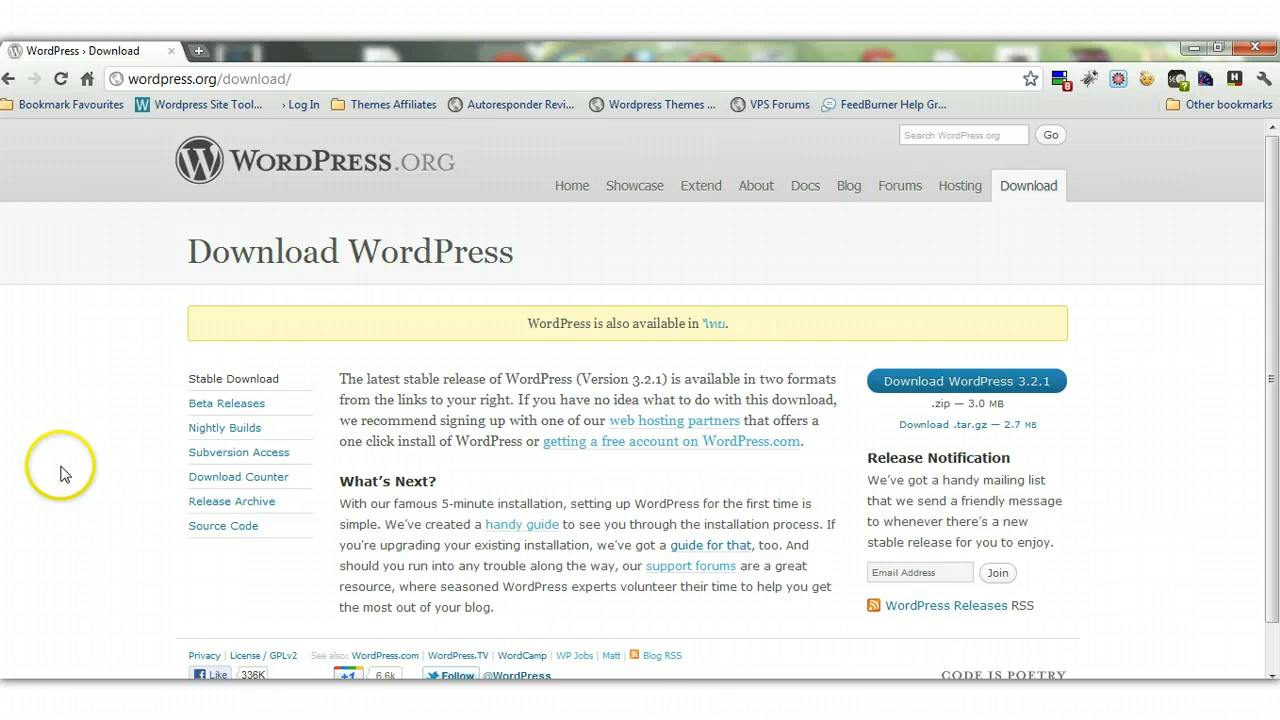 WordPress › Download
wordpress.org/download/
8
?
Bookmark Favourites
Wordpress Site Tool...
› Log In
Themes Affiliates
Autoresponder Revi...
Wordpress Themes ...
VPS Forums
FeedBurner Help Gr...
Other bookmarks
Search WordPress.org
Go
WORDPRESS.ORG
Home
Showcase
Extend
About
Docs
Blog
Forums
Hosting
Download
Download WordPress
WordPress is also available in ไทย.
Stable Download
Beta Releases
Nightly Builds
Subversion Access
Download Counter
Release Archive
Source Code
The latest stable release of WordPress (Version 3.2.1) is available in two formats
from the links to your right. If you have no idea what to do with this download,
we recommend signing up with one of our web hosting partners that offers a
one click install of WordPress or getting a free account on WordPress.com.
What's Next?
With our famous 5-minute installation, setting up WordPress for the first time is
simple. We've created a handy guide to see you through the installation process. If
you're upgrading your existing installation, we've got a guide for that, too. And
should you run into any trouble along the way, our support forums are a great
resource, where seasoned WordPress experts volunteer their time to help you get
the most out of your blog.
Download WordPress 3.2.1
.zip — 3.0 MB
Download .tar.gz — 2.7 MB
Release Notification
We've got a handy mailing list
that we send a friendly message
to whenever there's a new
stable release for you to enjoy.
Email Address
Join
WordPress Releases RSS
Privacy | License / GPLv2 See also: WordPress.com | WordPress.TV | WordCamp | WP Jobs | Matt | Blog RSS
Like 336K
+1 6.6k
Follow @WordPress
CODE IS POETRY